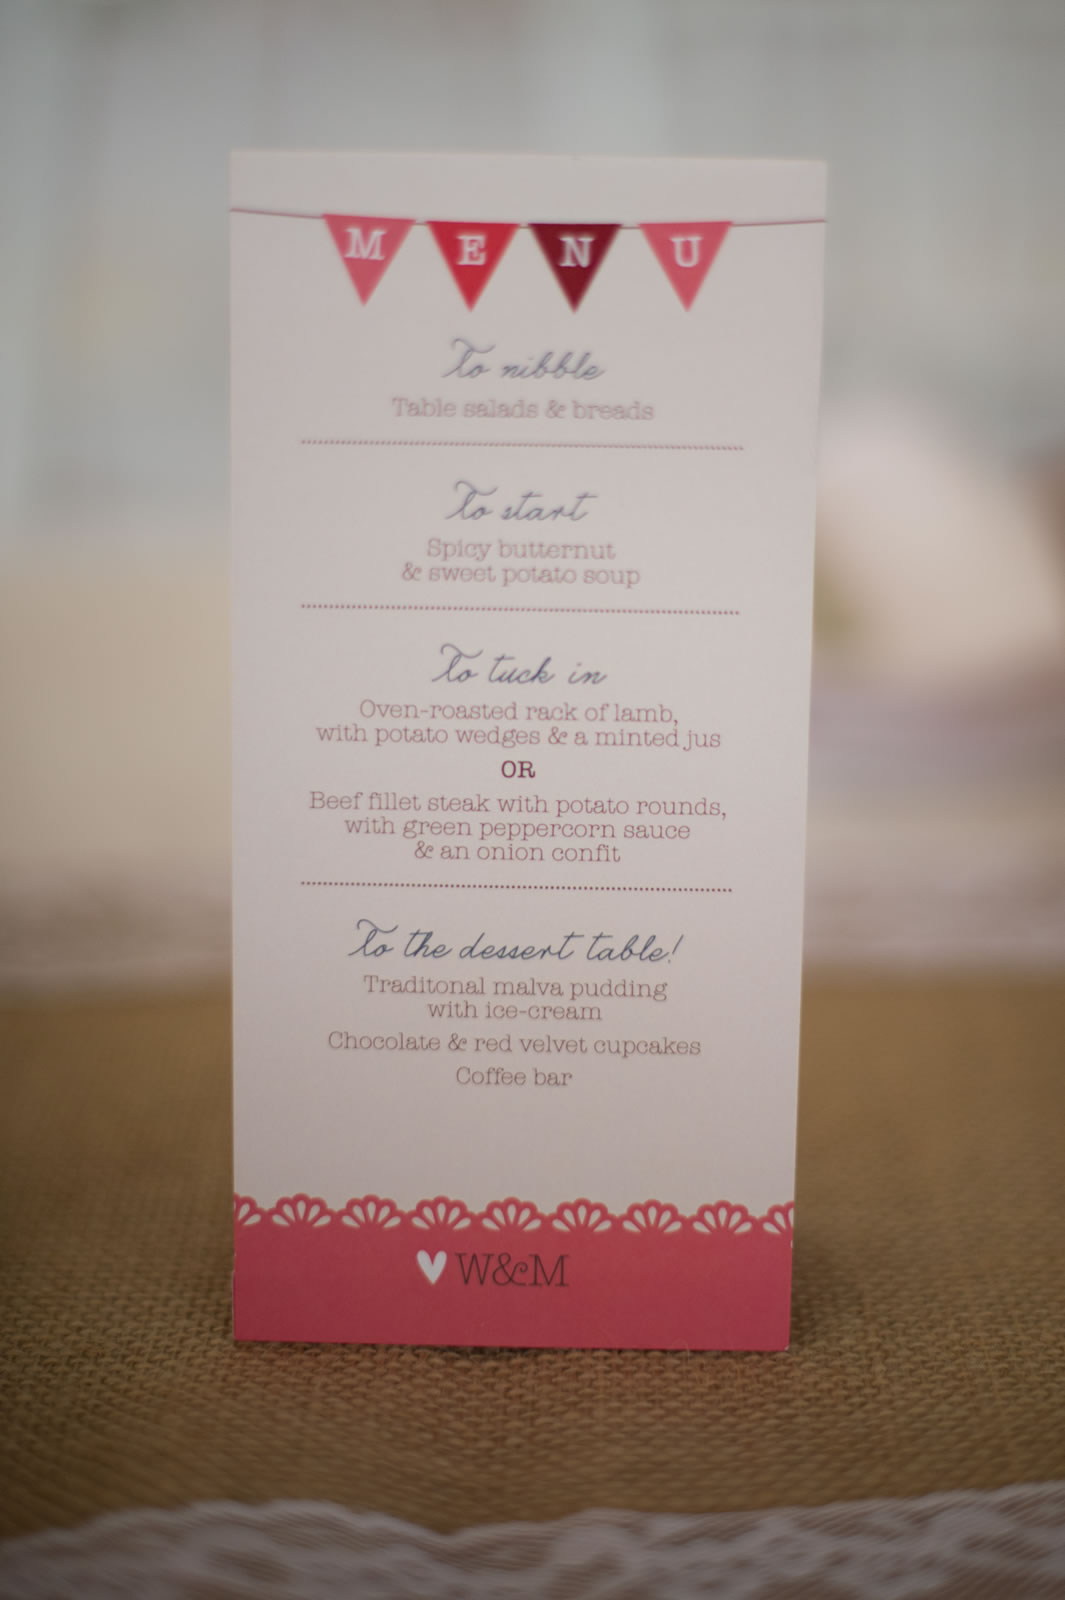 MENU
To nibble
Table salads & breads
To start
Spicy butternut
& sweet potato soup
To tuck in
Oven-roasted rack of lamb,
with potato wedges & a minted jus
OR
Beef fillet steak with potato rounds,
with green peppercorn sauce
& an onion confit
To the dessert table!
Traditonal malva pudding
with ice-cream
Chocolate & red velvet cupcakes
Coffee bar
W&M